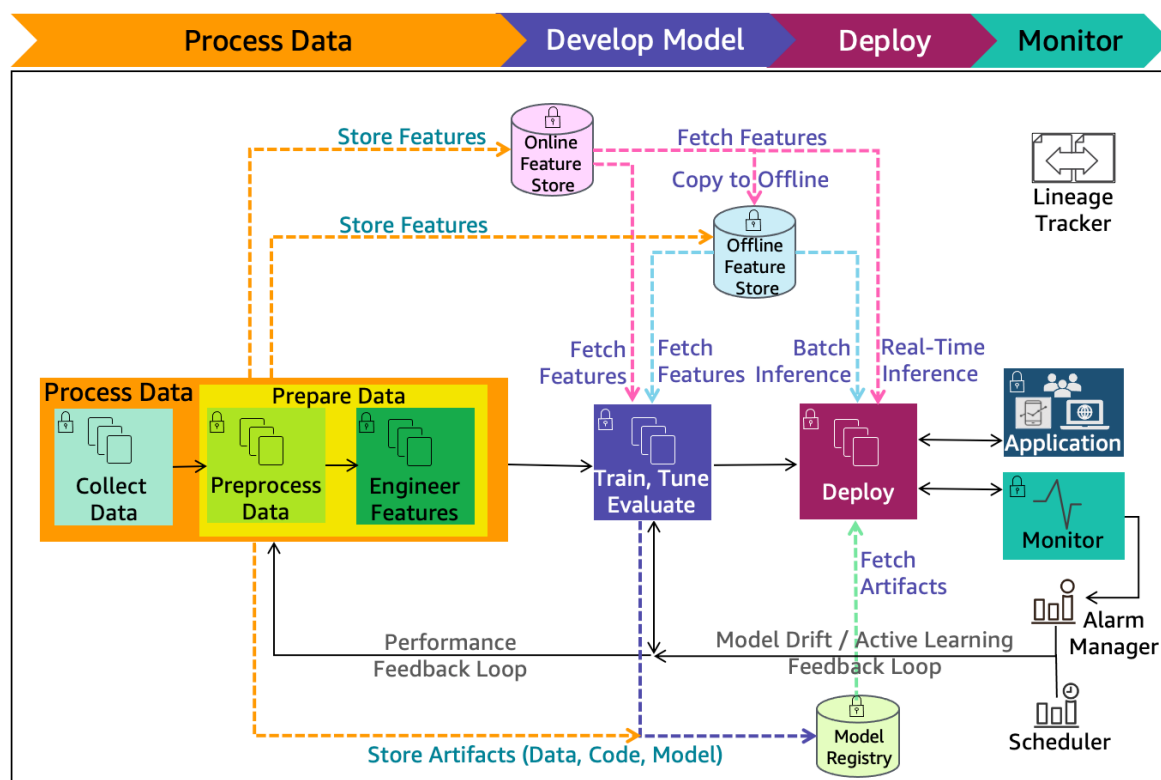 Process Data
Develop Model
Deploy
Monitor
Store Features
Online
Feature
Store
Fetch Features
Copy to Offline
Lineage
Tracker
Store Features
Offline
Feature
Store
Fetch
Features
Fetch
Features
Batch
Inference
Real-Time
Inference
Process Data
Prepare Data
Collect
Data
Preprocess
Data
Engineer
Features
Train, Tune
Evaluate
Deploy
Application
Monitor
Fetch
Artifacts
Alarm
Manager
Performance
Feedback Loop
Model Drift / Active Learning
Feedback Loop
Scheduler
Store Artifacts (Data, Code, Model)
Model
Registry